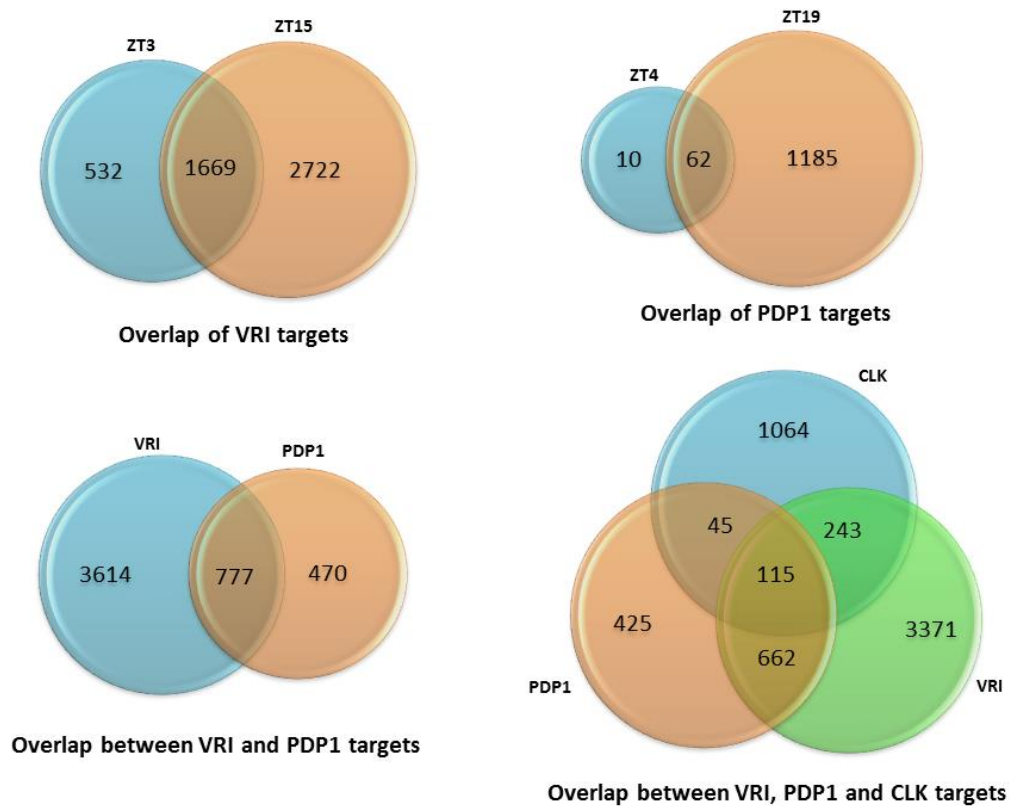 ZT3
ZT15
532
1669
2722
Overlap of VRI targets
ZT19
ZT4
10
62
1185
Overlap of PDP1 targets
VRI
PDP1
3614
777
470
Overlap between VRI and PDP1 targets
CLK
1064
45
243
115
425
3371
662
PDP1
VRI
Overlap between VRI, PDP1 and CLK targets